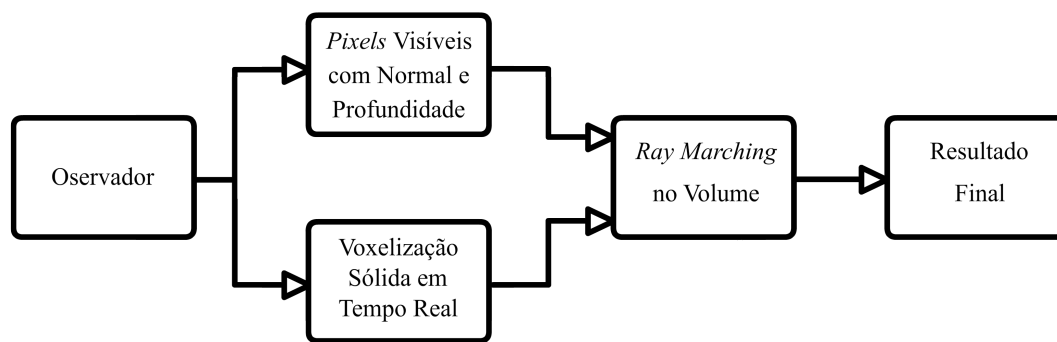 Oservador
Pixels Visíveis
com Normal e
Profundidade
Voxelização
Sólida em
Tempo Real
Ray Marching
no Volume
Resultado
Final